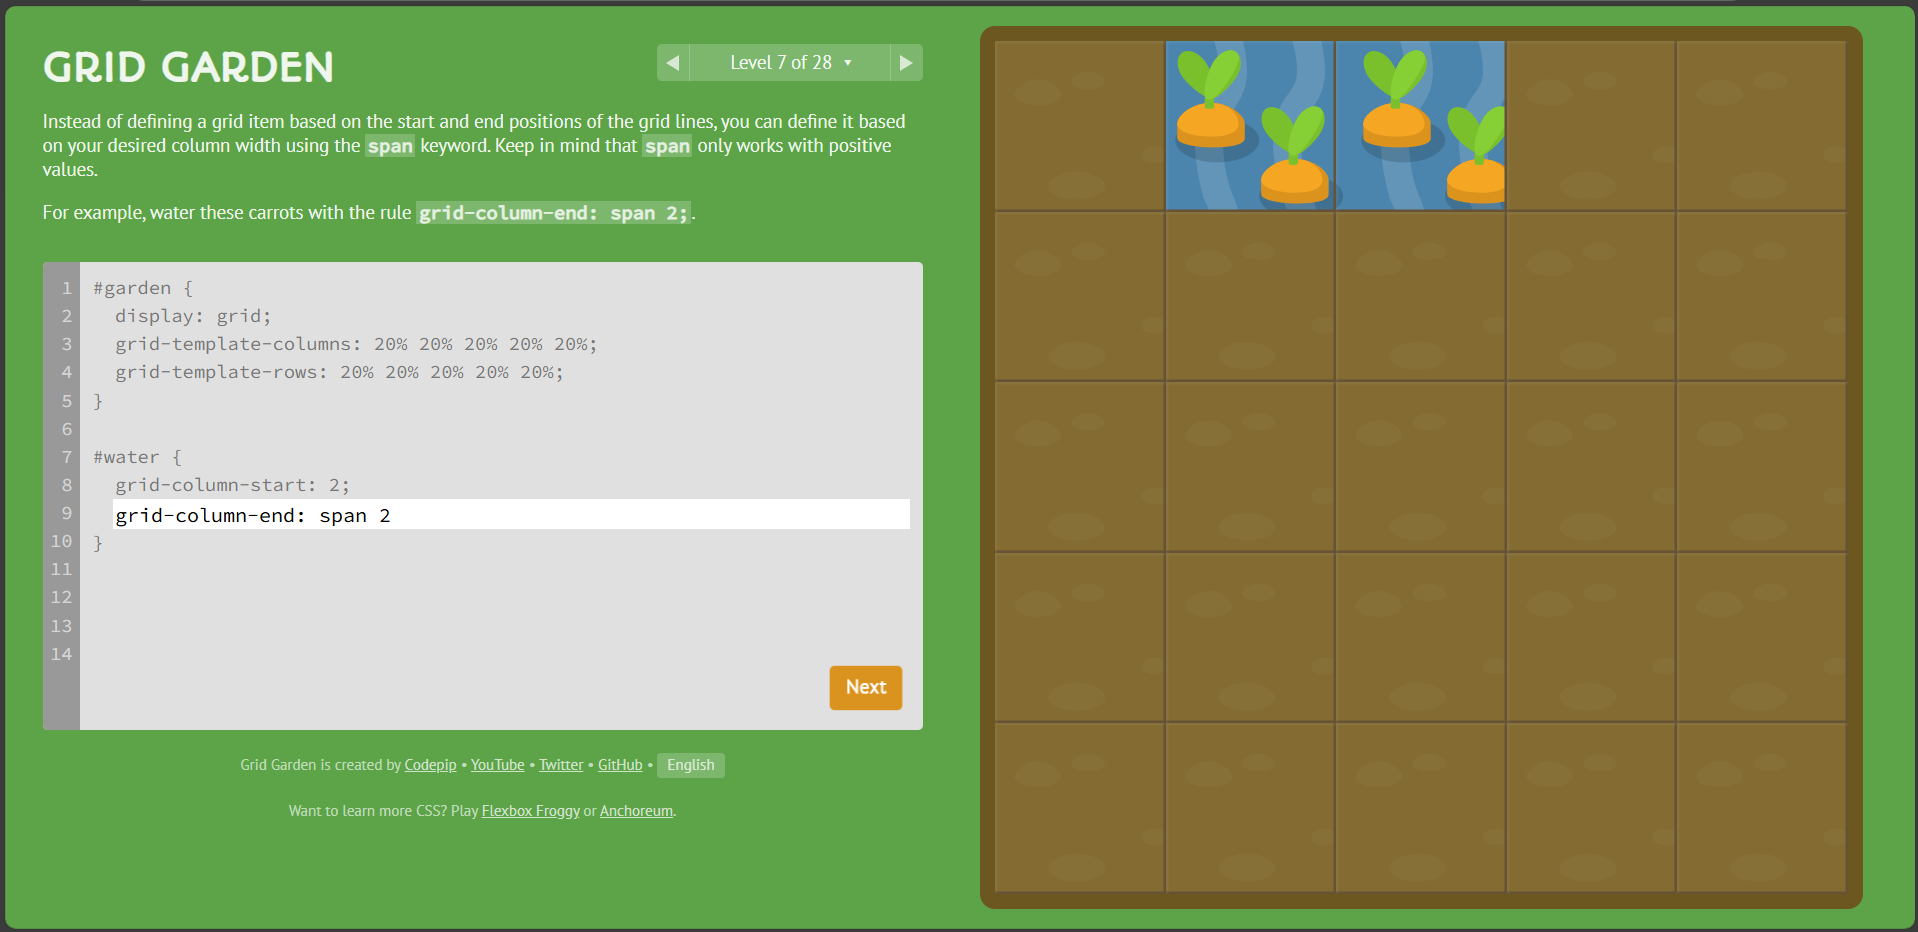 GRID GARDEN
◀ Level 7 of 28 ▼ ▶
Instead of defining a grid item based on the start and end positions of the grid lines, you can define it based
on your desired column width using the span keyword. Keep in mind that span only works with positive
values.
For example, water these carrots with the rule grid-column-end: span 2;.
1 #garden {
2 display: grid;
3 grid-template-columns: 20% 20% 20% 20% 20%;
4 grid-template-rows: 20% 20% 20% 20% 20%;
5 }
6
7 #water {
8 grid-column-start: 2;
9 grid-column-end: span 2
10 }
11
12
13
14
Next
Grid Garden is created by Codepip • YouTube • Twitter • GitHub • English
Want to learn more CSS? Play Flexbox Froggy or Anchoreum.